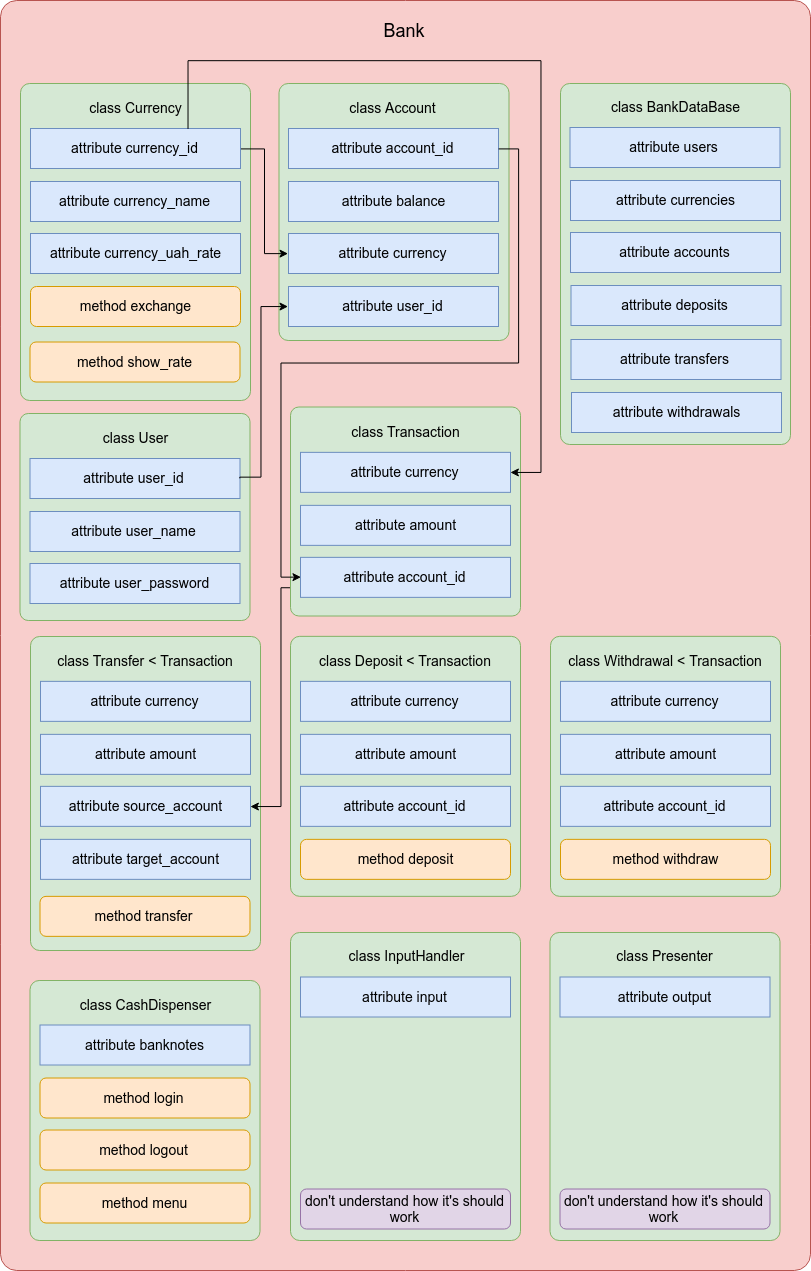 Bank
class Currency
attribute currency_id
attribute currency_name
attribute currency_uah_rate
method exchange
method show_rate
class Account
attribute account_id
attribute balance
attribute currency
attribute user_id
class BankDataBase
attribute users
attribute currencies
attribute accounts
attribute deposits
attribute transfers
attribute withdrawals
class User
attribute user_id
attribute user_name
attribute user_password
class Transaction
attribute currency
attribute amount
attribute account_id
class Transfer < Transaction
attribute currency
attribute amount
attribute source_account
attribute target_account
method transfer
class Deposit < Transaction
attribute currency
attribute amount
attribute account_id
method deposit
class Withdrawal < Transaction
attribute currency
attribute amount
attribute account_id
method withdraw
class CashDispenser
attribute banknotes
method login
method logout
method menu
class InputHandler
attribute input
don't understand how it's should
work
class Presenter
attribute output
don't understand how it's should
work